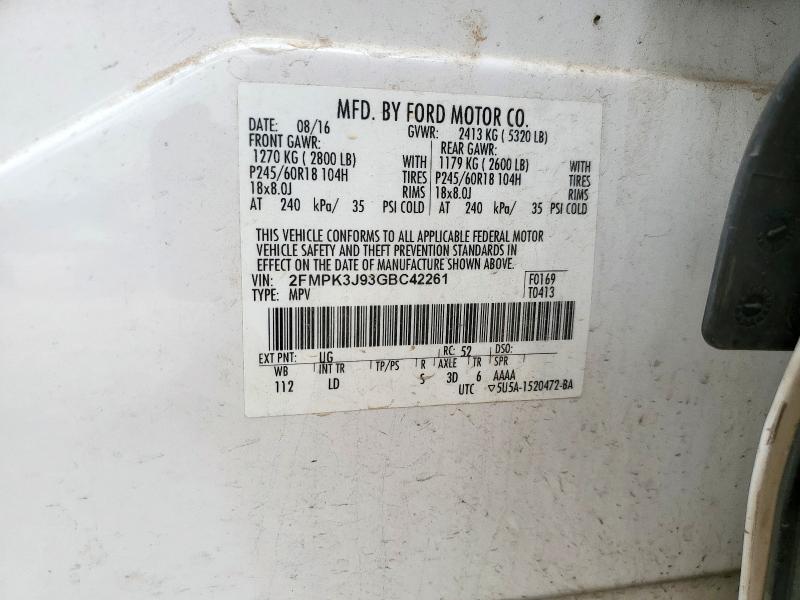 MFD. BY FORD MOTOR CO.
DATE: 08/16 GVWR: 2413 KG ( 5320 LB)
FRONT GAWR: REAR GAWR:
1270 KG ( 2800 LB) WITH 1179 KG ( 2600 LB) WITH
P245/60R18 104H TIRES P245/60R18 104H TIRES
18x8.0J RIMS 18x8.0J RIMS
AT 240 kPa/ 35 PSI COLD AT 240 kPa/ 35 PSI COLD
THIS VEHICLE CONFORMS TO ALL APPLICABLE FEDERAL MOTOR
VEHICLE SAFETY AND THEFT PREVENTION STANDARDS IN
EFFECT ON THE DATE OF MANUFACTURE SHOWN ABOVE.
VIN: 2FMPK3J93GBC42261 F0169
TYPE: MPV T0413
EXT PNT: UG RC: 52 DSO:
WB INT TR TP/PS R AXLE TR SPR
112 LD 5 3D 6 AAAA
UTC ▽5U5A-1520472-BA